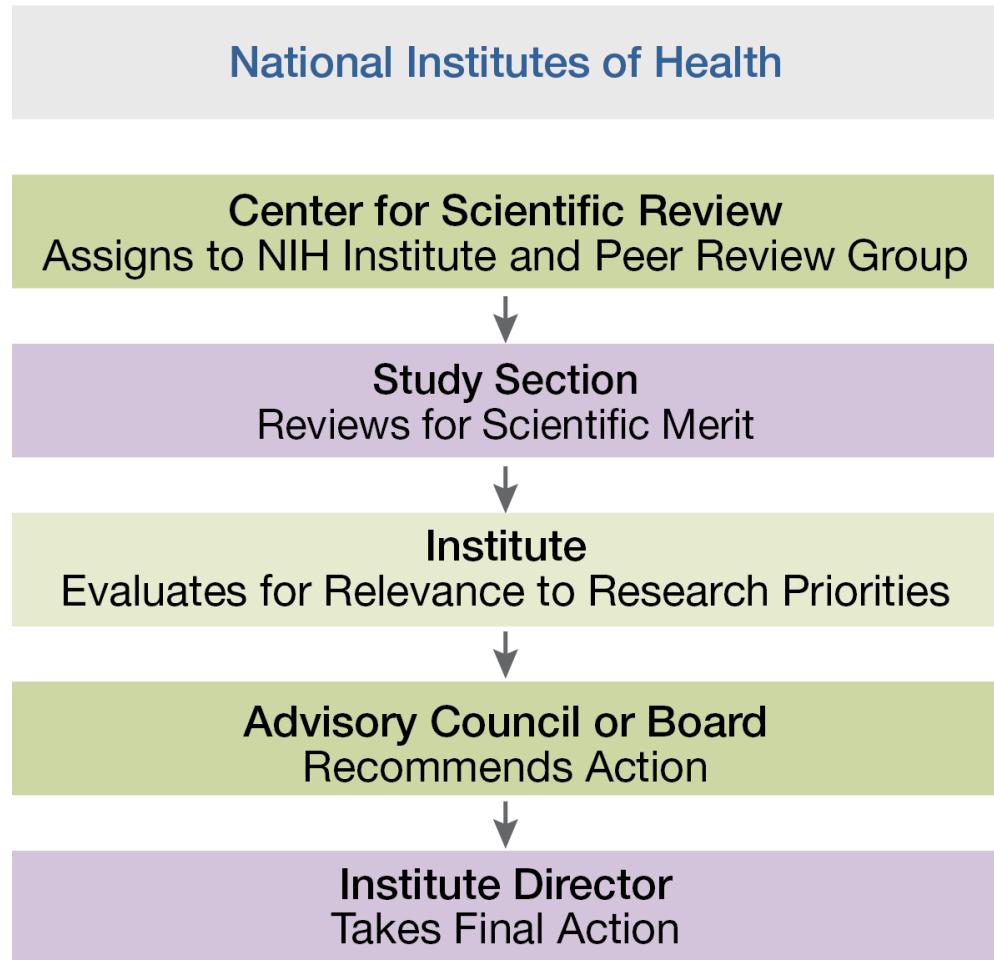 National Institutes of Health
Center for Scientific Review
Assigns to NIH Institute and Peer Review Group
Study Section
Reviews for Scientific Merit
Institute
Evaluates for Relevance to Research Priorities
Advisory Council or Board
Recommends Action
Institute Director
Takes Final Action